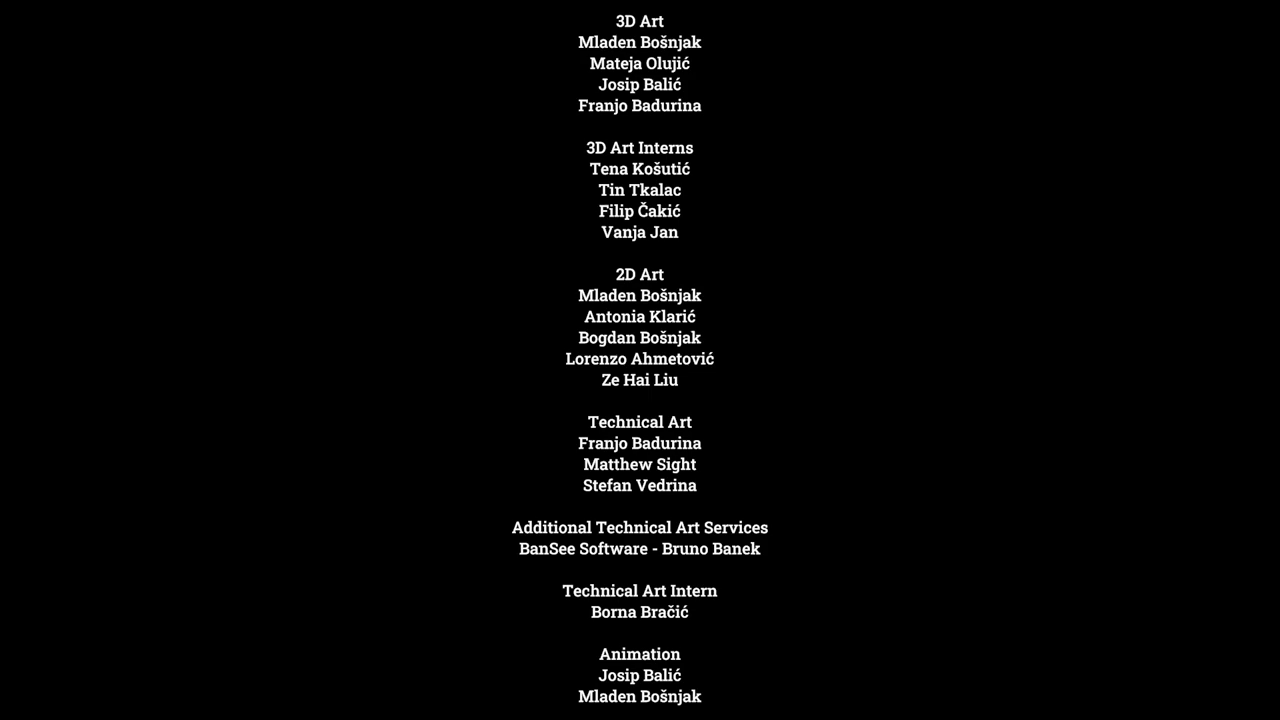 3D Art
Mladen Bošnjak
Mateja Olujić
Josip Balić
Franjo Badurina
3D Art Interns
Tena Košutić
Tin Tkalac
Filip Čakić
Vanja Jan
2D Art
Mladen Bošnjak
Antonia Klarić
Bogdan Bošnjak
Lorenzo Ahmetović
Ze Hai Liu
Technical Art
Franjo Badurina
Matthew Sight
Stefan Vedrina
Additional Technical Art Services
BanSee Software - Bruno Banek
Technical Art Intern
Borna Bračić
Animation
Josip Balić
Mladen Bošnjak